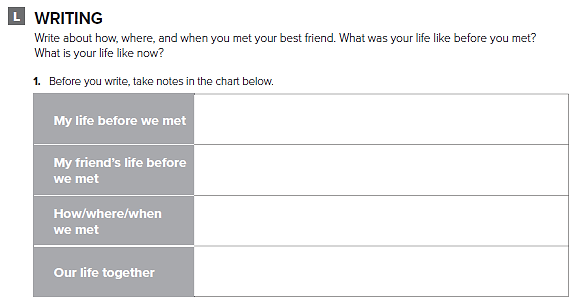 L WRITING
Write about how, where, and when you met your best friend. What was your life like before you met?
What is your life like now?
1. Before you write, take notes in the chart below.
My life before we met
My friend's life before
we met
How/where/when
we met
Our life together